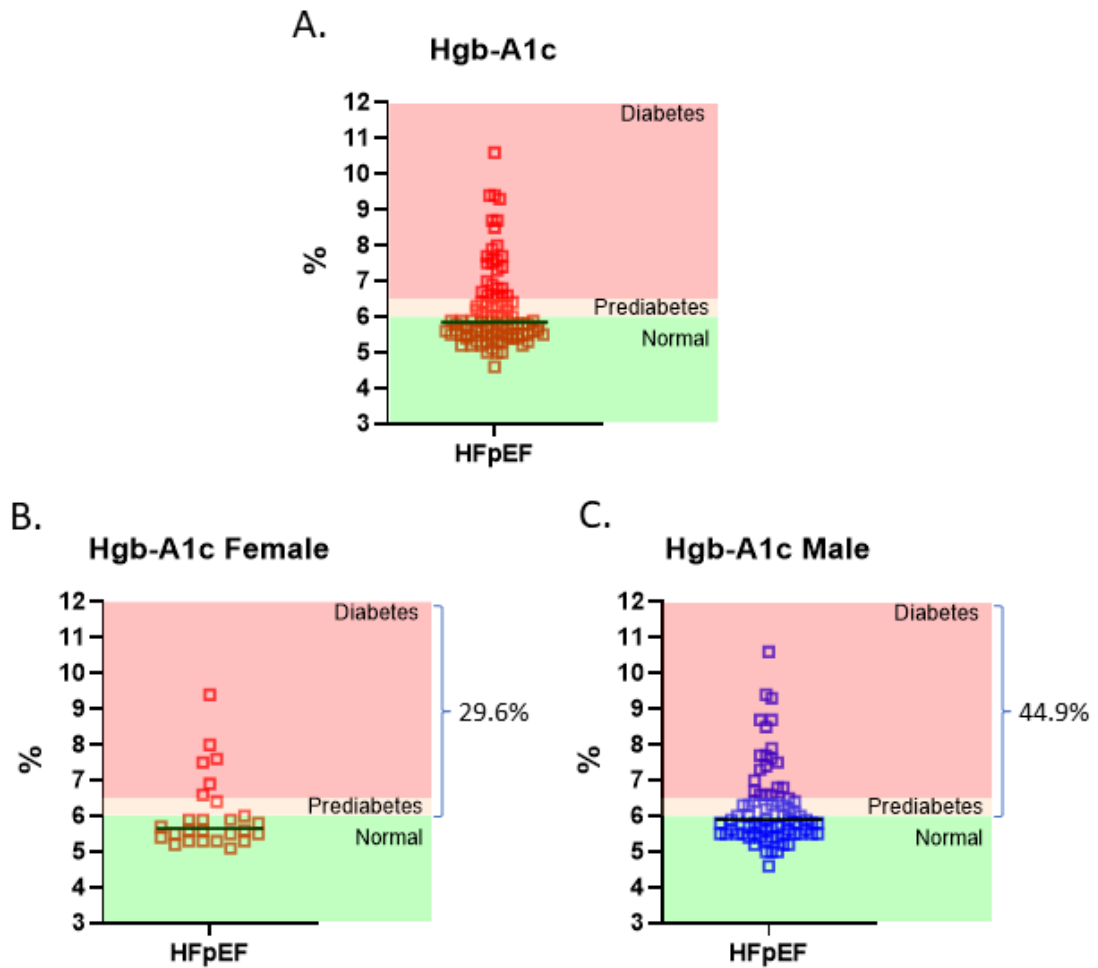 A.
Hgb-A1c
12
11
10
9
8
7
6
5
4
3
%
Diabetes
Prediabetes
Normal
HFpEF
B.
Hgb-A1c Female
12
11
10
9
8
7
6
5
4
3
%
Diabetes
Prediabetes
Normal
29.6%
HFpEF
C.
Hgb-A1c Male
12
11
10
9
8
7
6
5
4
3
%
Diabetes
Prediabetes
Normal
44.9%
HFpEF